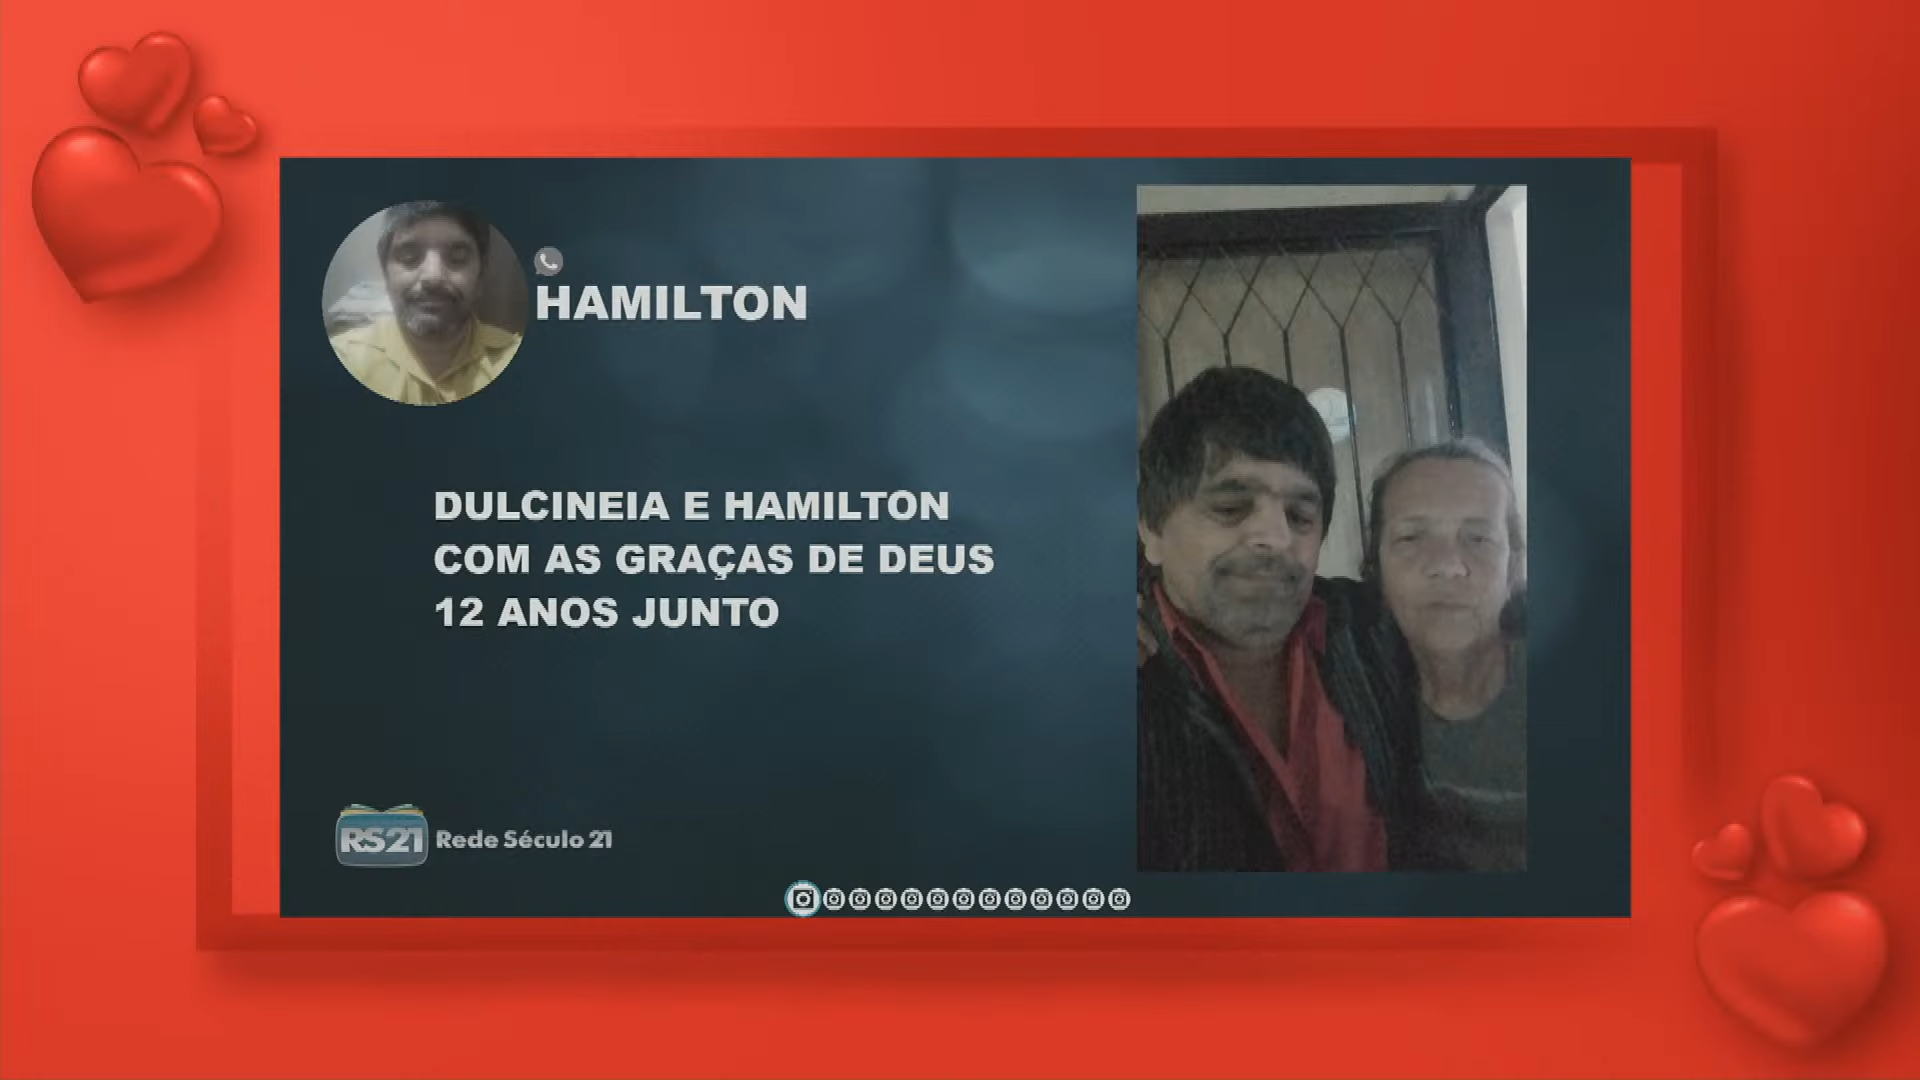 HAMILTON
DULCINEIA E HAMILTON
COM AS GRAÇAS DE DEUS
12 ANOS JUNTO
RS21 Rede Século 21